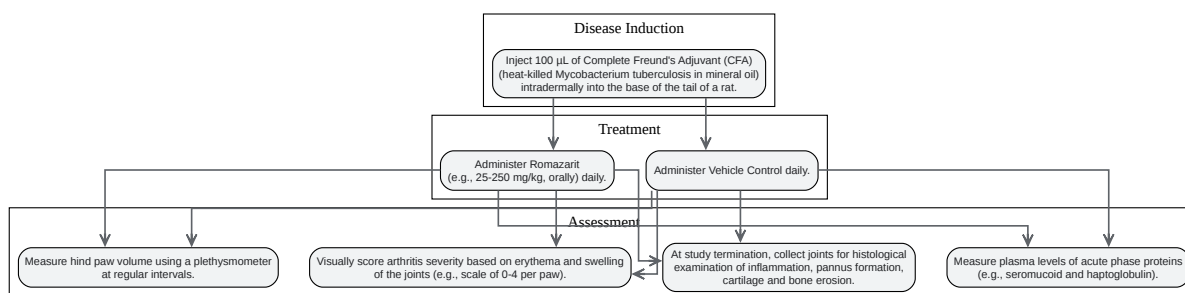 Disease Induction
Inject 100 µL of Complete Freund's Adjuvant (CFA)
(heat-killed Mycobacterium tuberculosis in mineral oil)
intradermally into the base of the tail of a rat.
Treatment
Administer Romazarit
(e.g., 25-250 mg/kg, orally) daily.
Administer Vehicle Control daily.
Assessment
Measure hind paw volume using a plethysmometer
at regular intervals.
Visually score arthritis severity based on erythema and swelling
of the joints (e.g., scale of 0-4 per paw).
At study termination, collect joints for histological
examination of inflammation, pannus formation,
cartilage and bone erosion.
Measure plasma levels of acute phase proteins
(e.g., seromucoid and haptoglobulin).